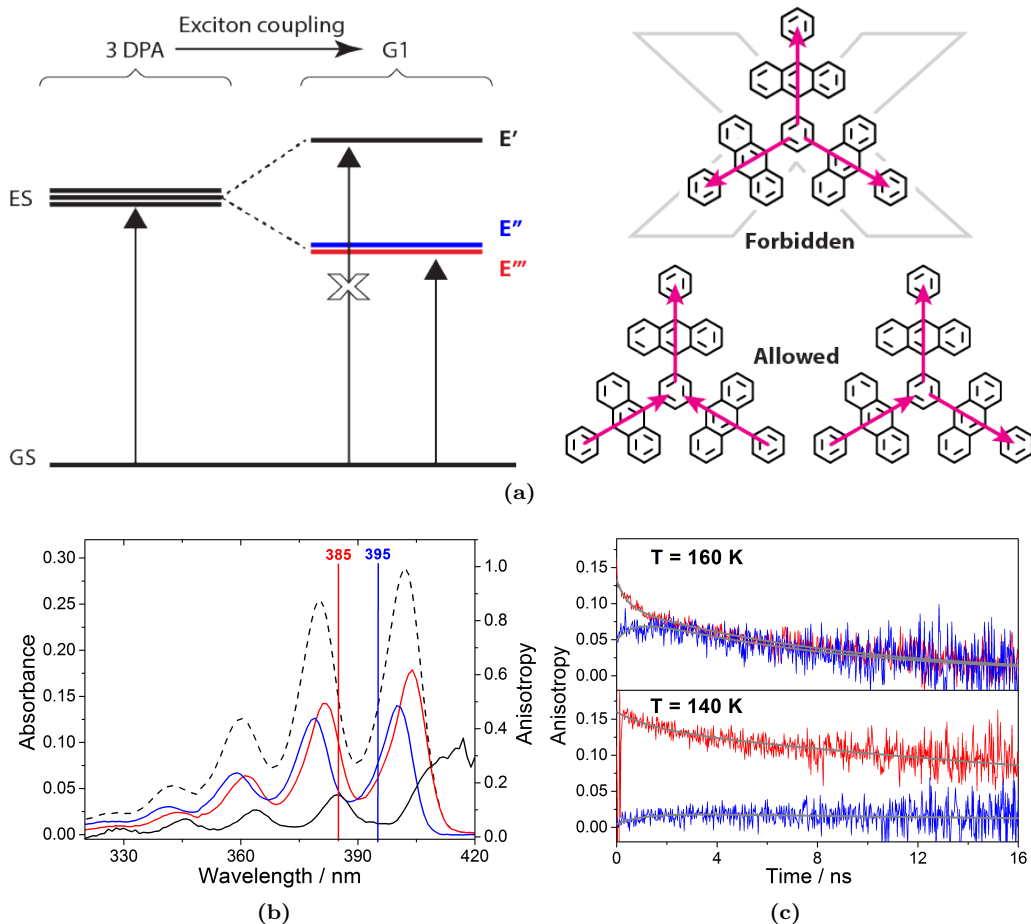 Exciton coupling
3 DPA
G1
ES
E'
E''
E'''
GS
Forbidden
Allowed
(a)
385
395
0.30
0.25
0.20
0.15
0.10
0.05
0.00
Absorbance
1.0
0.8
0.6
0.4
0.2
0.0
Anisotropy
330
360
390
420
Wavelength / nm
(b)
T = 160 K
0.15
0.10
0.05
0.00
T = 140 K
0.15
0.10
0.05
0.00
Anisotropy
0
4
8
12
16
Time / ns
(c)